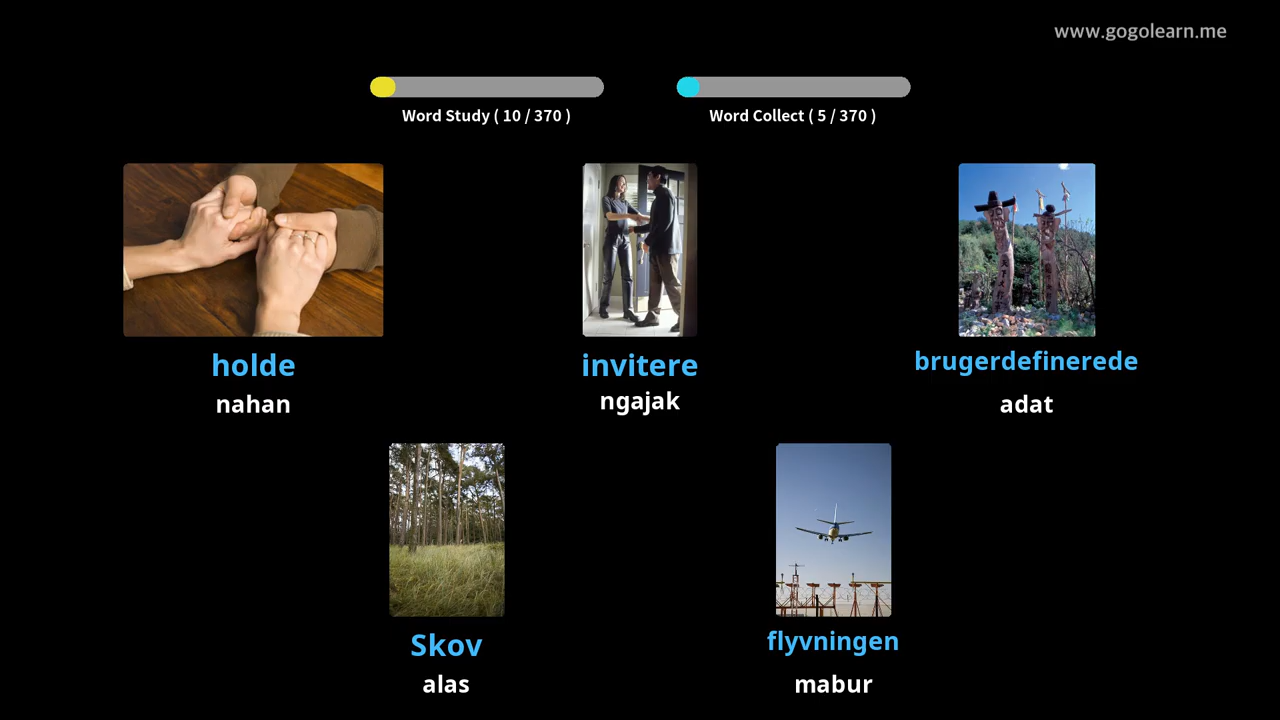 www.gogolearn.me
Word Study ( 10 / 370 )
Word Collect ( 5 / 370 )
holde
nahan
invitere
ngajak
brugerdefinerede
adat
Skov
alas
flyvningen
mabur